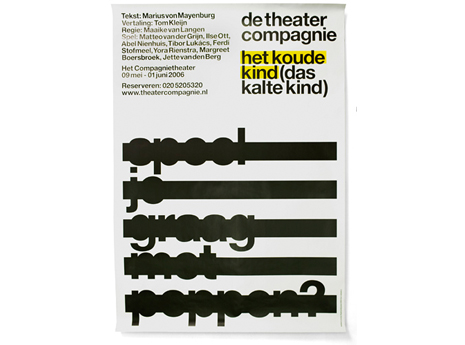 Tekst: Marius von Mayenburg
Vertaling: Tom Kleijn
Regie: Maaike van Langen
Spel: Matteo van der Grijn, Ilse Ott,
Abel Nienhuis, Tibor Lukács, Ferdi
Stofmeel, Yora Rienstra, Margreet
Boersbroek, Jette van den Berg
Het Compagnietheater
09 mei - 01 juni 2006
Reserveren: 020 5205320
www.theatercompagnie.nl
de theater
compagnie
het koude
kind (das
kalte kind)
speel
je
graag
met
poppen?